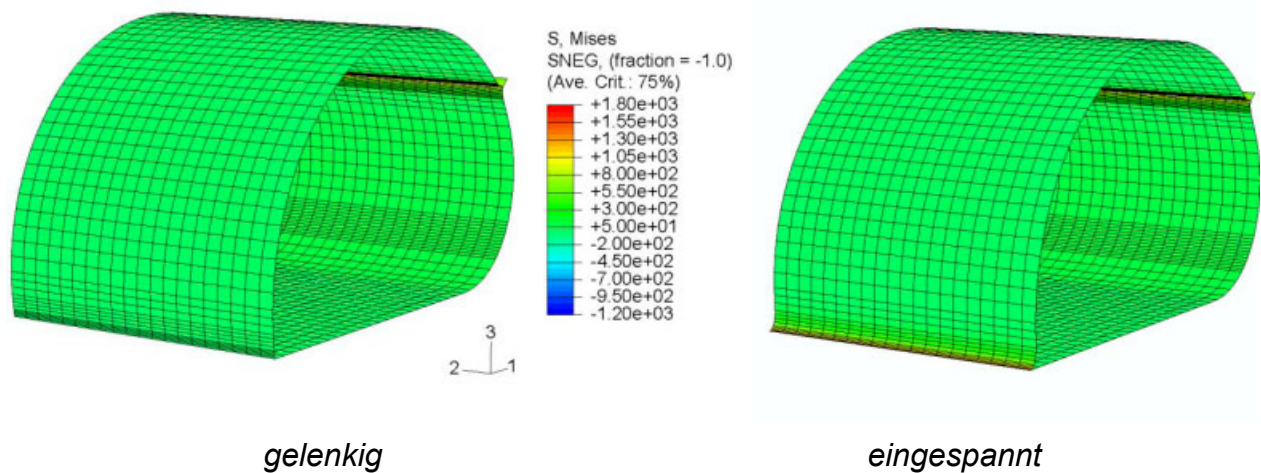 S, Mises
SNEG, (fraction = -1.0)
(Ave. Crit.: 75%)
+1.80e+03
+1.55e+03
+1.30e+03
+1.05e+03
+8.00e+02
+5.50e+02
+3.00e+02
+5.00e+01
-2.00e+02
-4.50e+02
-7.00e+02
-9.50e+02
-1.20e+03
3
2 1
gelenkig eingespannt